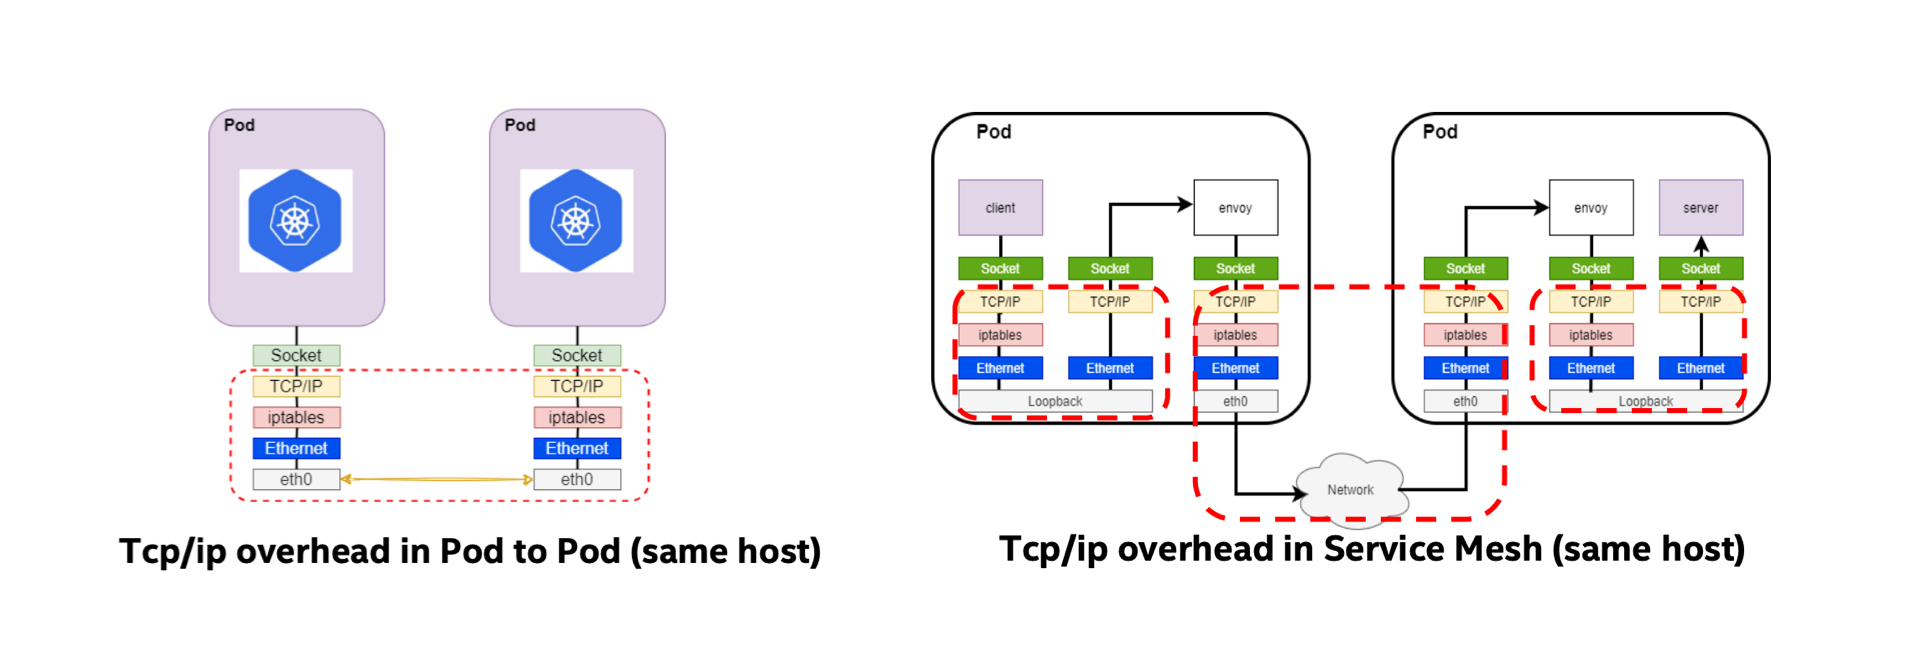 Pod
Pod
Socket
Socket
TCP/IP
TCP/IP
iptables
iptables
Ethernet
Ethernet
eth0
eth0
Tcp/ip overhead in Pod to Pod (same host)
Pod
Pod
client
envoy
envoy
server
Socket
Socket
Socket
Socket
Socket
Socket
TCP/IP
TCP/IP
TCP/IP
TCP/IP
TCP/IP
TCP/IP
iptables
iptables
iptables
iptables
Ethernet
Ethernet
Ethernet
Ethernet
Ethernet
Ethernet
Loopback
eth0
eth0
Loopback
Network
Tcp/ip overhead in Service Mesh (same host)